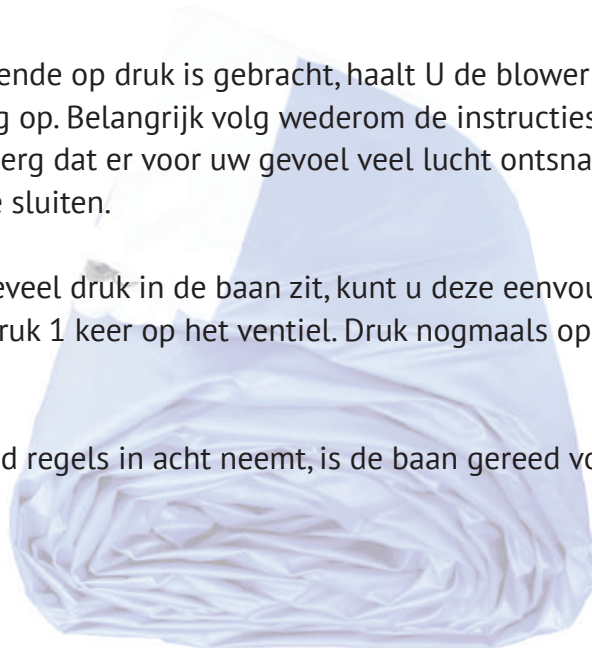 ende op druk is gebracht, haalt U de blower
g op. Belangrijk volg wederom de instructies
erg dat er voor uw gevoel veel lucht ontsna
e sluiten.
eveel druk in de baan zit, kunt u deze eenvou
ruk 1 keer op het ventiel. Druk nogmaals op
d regels in acht neemt, is de baan gereed vo